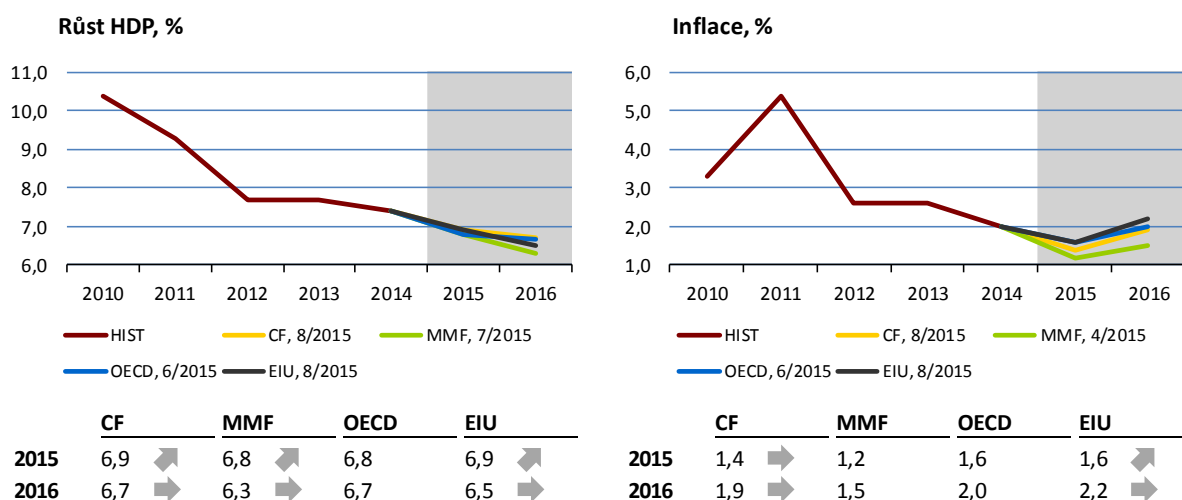 Růst HDP, %
11,0
10,0
9,0
8,0
7,0
6,0
2010 2011 2012 2013 2014 2015 2016
HIST CF, 8/2015 MMF, 7/2015
OECD, 6/2015 EIU, 8/2015
CF MMF OECD EIU
2015 6,9 6,8 6,8 6,9
2016 6,7 6,3 6,7 6,5
Inflace, %
6,0
5,0
4,0
3,0
2,0
1,0
2010 2011 2012 2013 2014 2015 2016
HIST CF, 8/2015 MMF, 4/2015
OECD, 6/2015 EIU, 8/2015
CF MMF OECD EIU
2015 1,4 1,2 1,6 1,6
2016 1,9 1,5 2,0 2,2